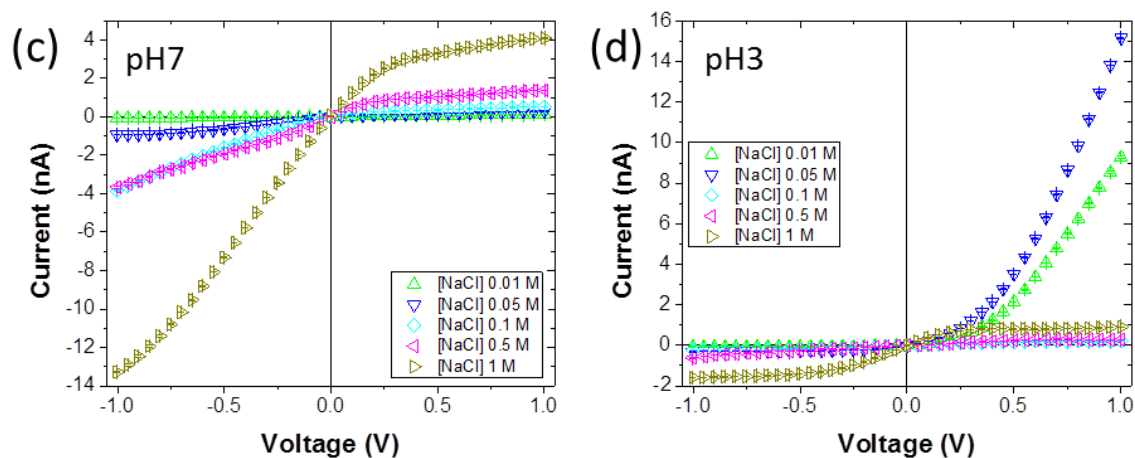 (c)
pH7
Current (nA)
4
2
0
-2
-4
-6
-8
-10
-12
-14
-1.0
-0.5
0.0
0.5
1.0
Voltage (V)
[NaCl] 0.01 M
[NaCl] 0.05 M
[NaCl] 0.1 M
[NaCl] 0.5 M
[NaCl] 1 M
(d)
pH3
Current (nA)
16
14
12
10
8
6
4
2
0
-2
-1.0
-0.5
0.0
0.5
1.0
Voltage (V)
[NaCl] 0.01 M
[NaCl] 0.05 M
[NaCl] 0.1 M
[NaCl] 0.5 M
[NaCl] 1 M